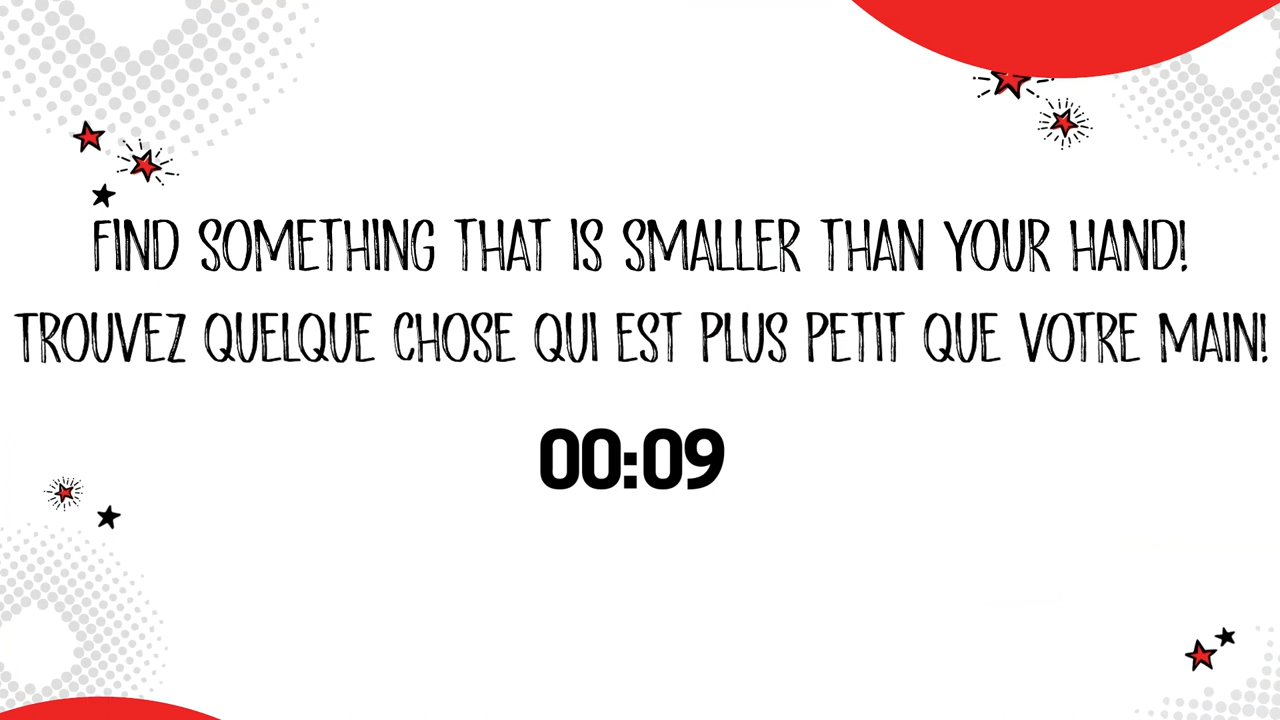 FIND SOMETHING THAT IS SMALLER THAN YOUR HAND!
TROUVEZ QUELQUE CHOSE QUI EST PLUS PETIT QUE VOTRE MAIN!
00:09